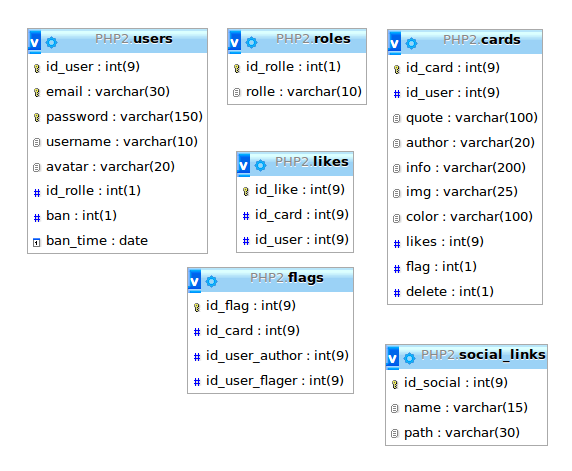 PHP2.users
id_user : int(9)
email : varchar(30)
password : varchar(150)
username : varchar(10)
avatar : varchar(20)
id_rolle : int(1)
ban : int(1)
ban_time : date
PHP2.roles
id_rolle : int(1)
rolle : varchar(10)
PHP2.cards
id_card : int(9)
id_user : int(9)
quote : varchar(100)
author : varchar(20)
info : varchar(200)
img : varchar(25)
color : varchar(100)
likes : int(9)
flag : int(1)
delete : int(1)
PHP2.likes
id_like : int(9)
id_card : int(9)
id_user : int(9)
PHP2.flags
id_flag : int(9)
id_card : int(9)
id_user_author : int(9)
id_user_flager : int(9)
PHP2.social_links
id_social : int(9)
name : varchar(15)
path : varchar(30)